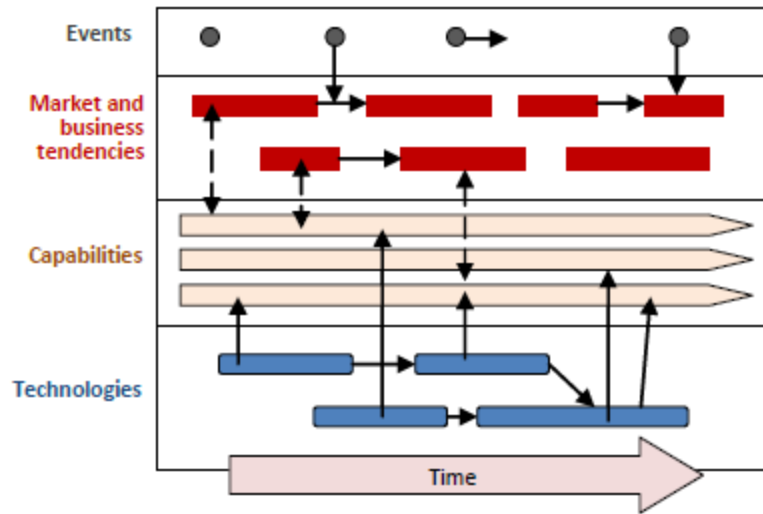 Events
Market and
business
tendencies
Capabilities
Technologies
Time